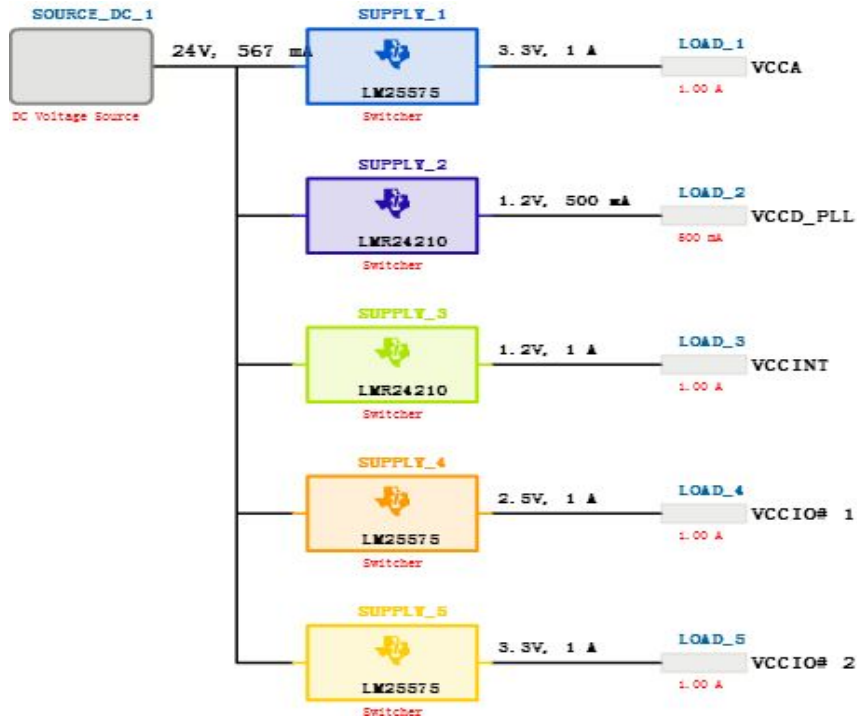 SOURCE_DC_1
24V, 567 mA
DC Voltage Source
SUPPLY_1
LM25575
Switcher
3.3V, 1 A
LOAD_1
VCCA
1.00 A
SUPPLY_2
LMR24210
Switcher
1.2V, 500 mA
LOAD_2
VCCD_PLL
500 mA
SUPPLY_3
LMR24210
Switcher
1.2V, 1 A
LOAD_3
VCCINT
1.00 A
SUPPLY_4
LM25575
Switcher
2.5V, 1 A
LOAD_4
VCCIO# 1
1.00 A
SUPPLY_5
LM25575
Switcher
3.3V, 1 A
LOAD_5
VCCIO# 2
1.00 A